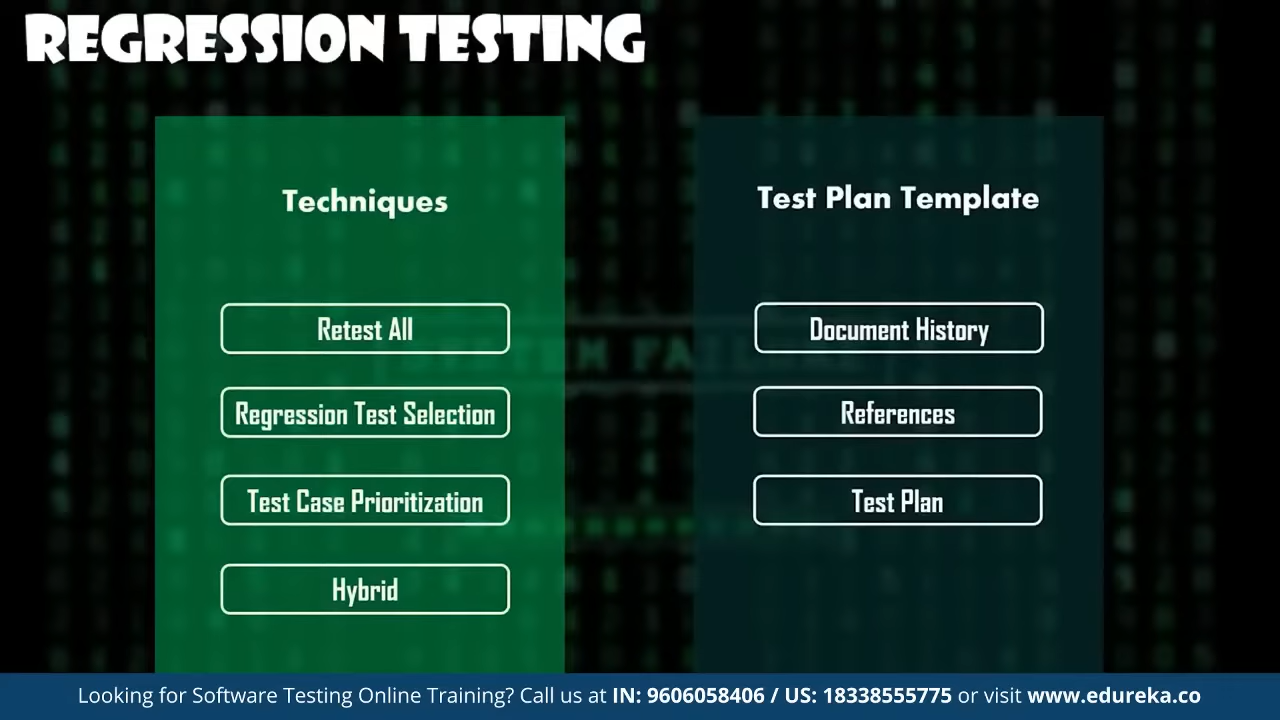 REGRESSION TESTING
Techniques
Retest All
Regression Test Selection
Test Case Prioritization
Hybrid
Test Plan Template
Document History
References
Test Plan
SYSTEM FAILURE
Looking for Software Testing Online Training? Call us at IN: 9606058406 / US: 18338555775 or visit www.edureka.co